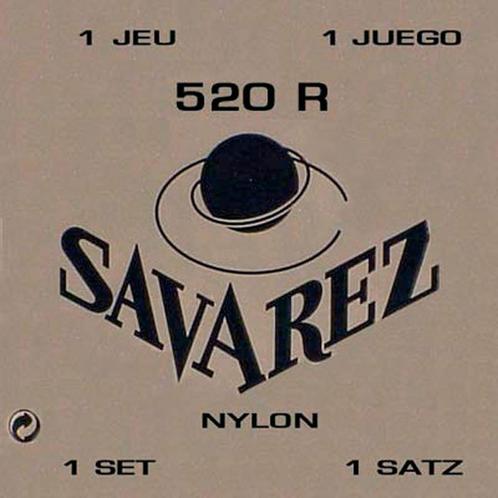 1 JEU 1 JUEGO
520 R
SAVAREZ
NYLON
1 SET 1 SATZ